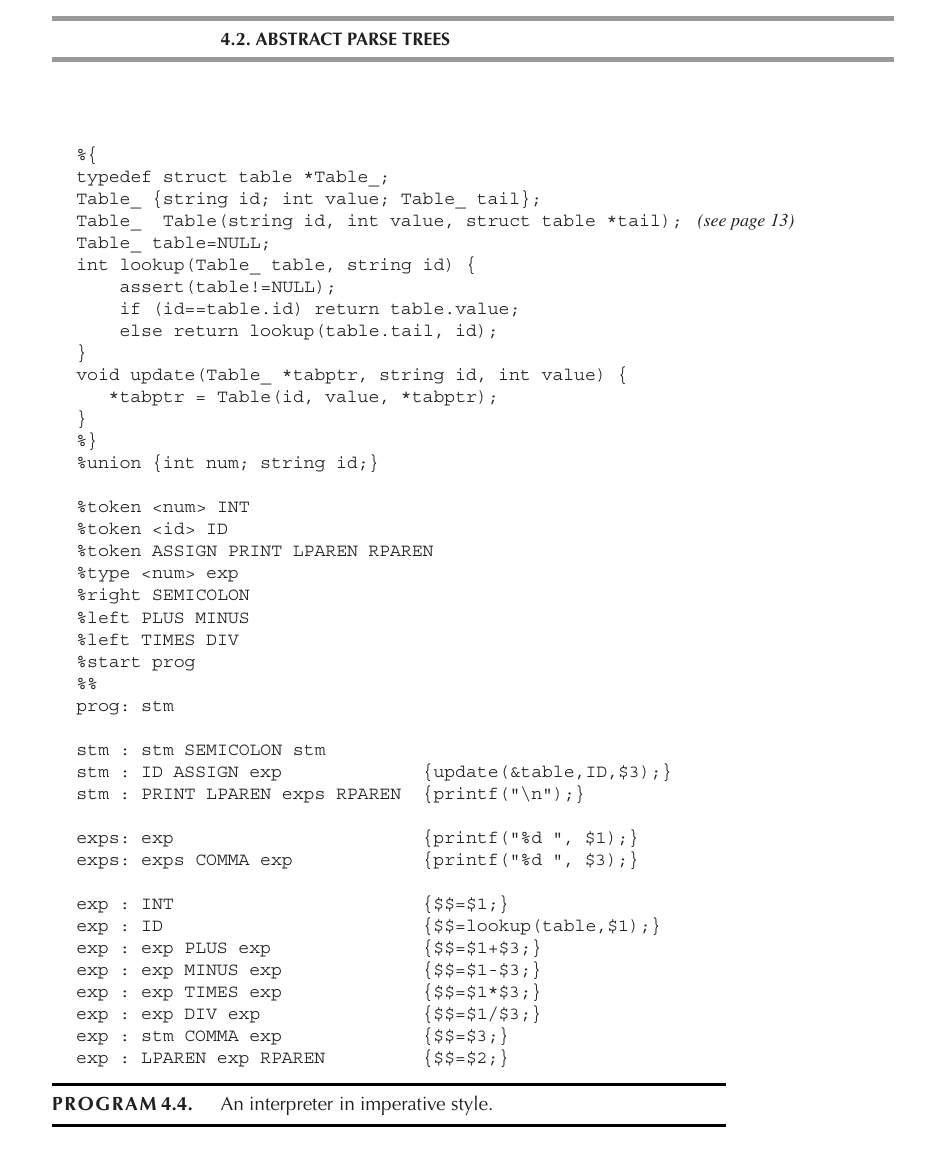 4.2. ABSTRACT PARSE TREES
%{
typedef struct table *Table_;
Table_ {string id; int value; Table_ tail};
Table_  Table(string id, int value, struct table *tail); (see page 13)
Table_ table=NULL;
int lookup(Table_ table, string id) {
    assert(table!=NULL);
    if (id==table.id) return table.value;
    else return lookup(table.tail, id);
}
void update(Table_ *tabptr, string id, int value) {
   *tabptr = Table(id, value, *tabptr);
}
%}
%union {int num; string id;}
%token <num> INT
%token <id> ID
%token ASSIGN PRINT LPAREN RPAREN
%type <num> exp
%right SEMICOLON
%left PLUS MINUS
%left TIMES DIV
%start prog
%%
prog: stm
stm : stm SEMICOLON stm
stm : ID ASSIGN exp             {update(&table,ID,$3);}
stm : PRINT LPAREN exps RPAREN  {printf("\n");}
exps: exp                       {printf("%d ", $1);}
exps: exps COMMA exp            {printf("%d ", $3);}
exp : INT                       {$$=$1;}
exp : ID                        {$$=lookup(table,$1);}
exp : exp PLUS exp              {$$=$1+$3;}
exp : exp MINUS exp             {$$=$1-$3;}
exp : exp TIMES exp             {$$=$1*$3;}
exp : exp DIV exp               {$$=$1/$3;}
exp : stm COMMA exp             {$$=$3;}
exp : LPAREN exp RPAREN         {$$=$2;}
PROGRAM 4.4. An interpreter in imperative style.